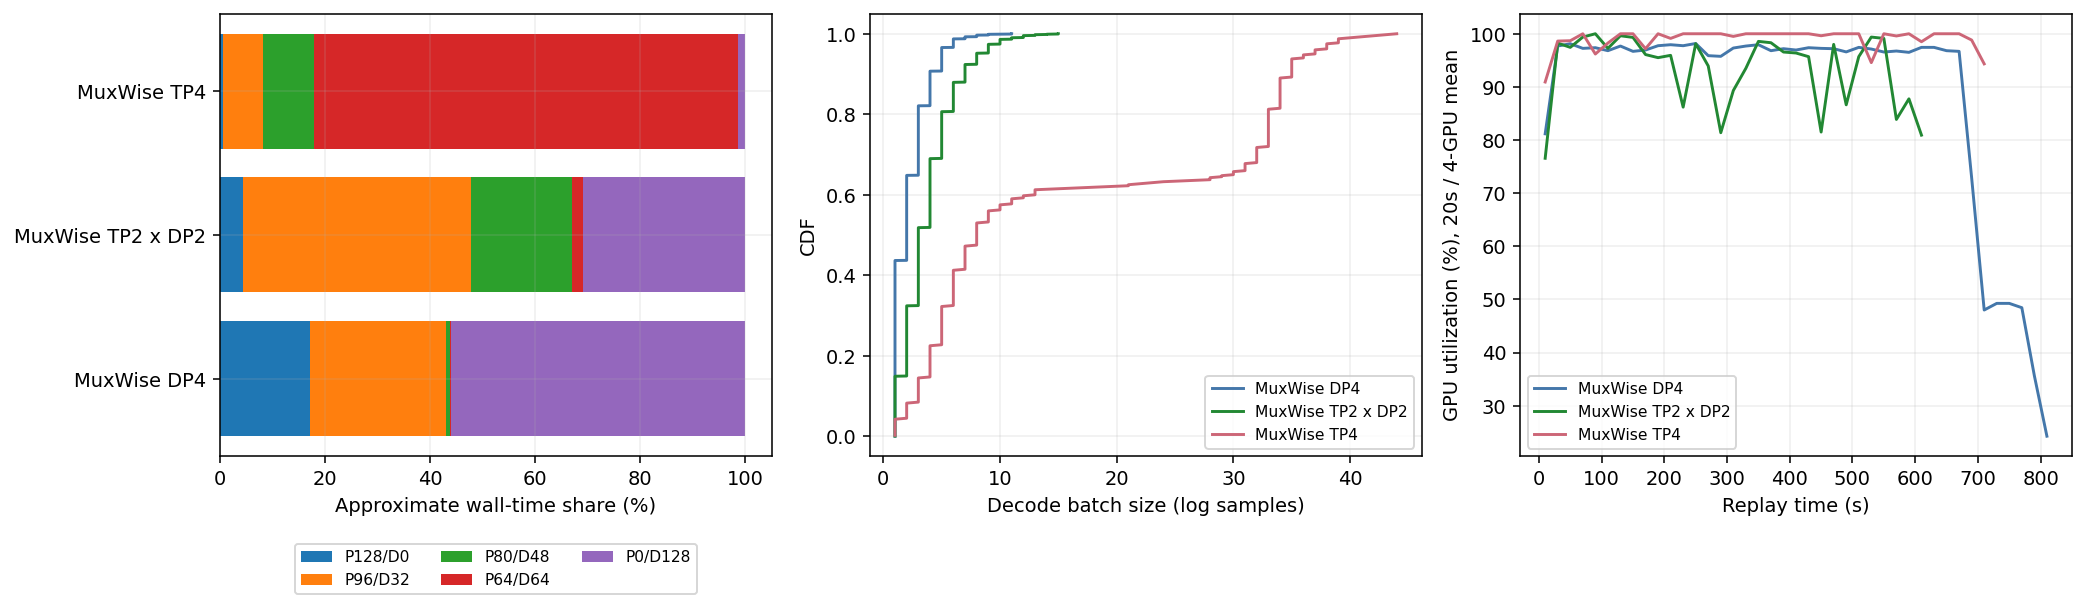 MuxWise TP4
MuxWise TP2 x DP2
MuxWise DP4
0 20 40 60 80 100
Approximate wall-time share (%)
P128/D0 P80/D48 P0/D128
P96/D32 P64/D64
CDF
1.0
0.8
0.6
0.4
0.2
0.0
MuxWise DP4
MuxWise TP2 x DP2
MuxWise TP4
0 10 20 30 40
Decode batch size (log samples)
GPU utilization (%), 20s / 4-GPU mean
100
90
80
70
60
50
40
30
MuxWise DP4
MuxWise TP2 x DP2
MuxWise TP4
0 100 200 300 400 500 600 700 800
Replay time (s)